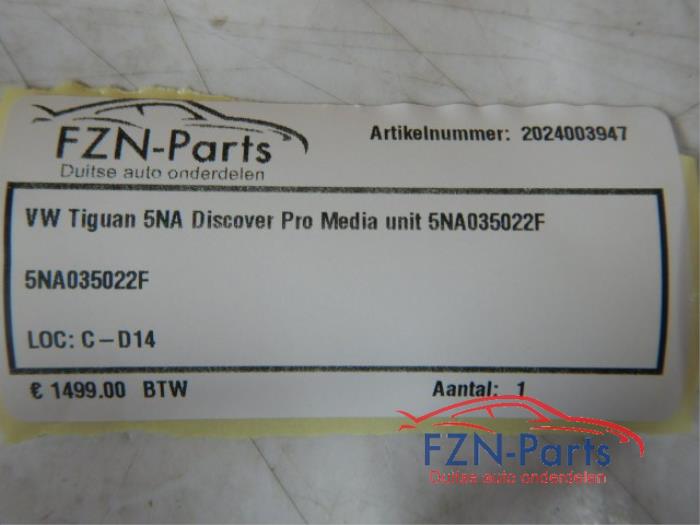 FZN-Parts
Duitse auto onderdelen
Artikelnummer: 2024003947
VW Tiguan 5NA Discover Pro Media unit 5NA035022F
5NA035022F
LOC: C-D14
€ 1499.00 BTW
Aantal: 1
FZN-Parts
Duitse auto onderdelen